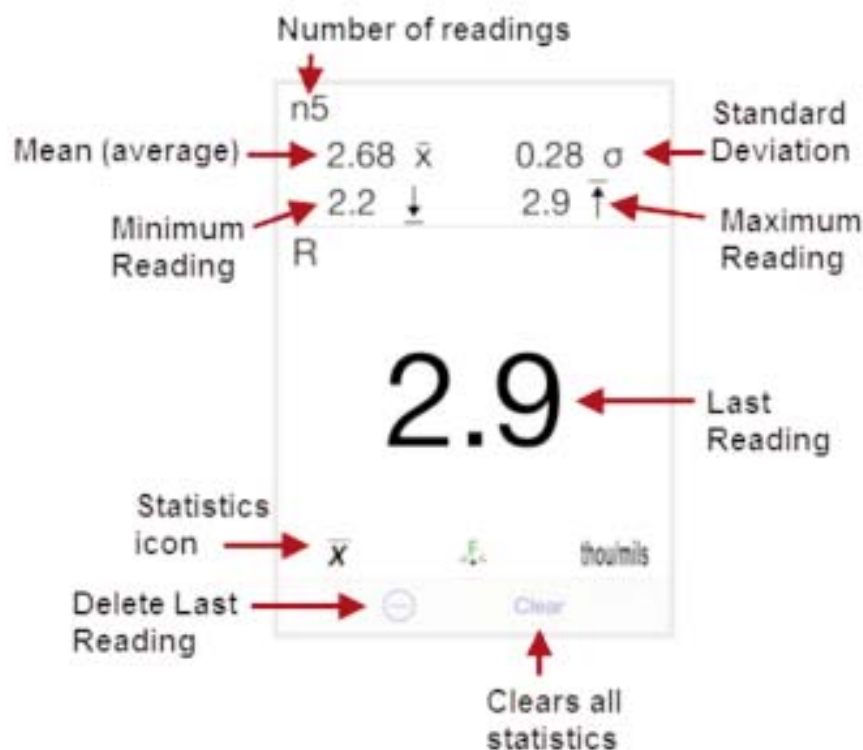 Number of readings
n5
Mean (average)
2.68 x̄
0.28 σ
Standard
Deviation
Minimum
Reading
2.2 ↓
2.9 ↑
Maximum
Reading
R
2.9
Last
Reading
Statistics
icon
x̄
F
thou/mils
Delete Last
Reading
Clear
Clears all
statistics